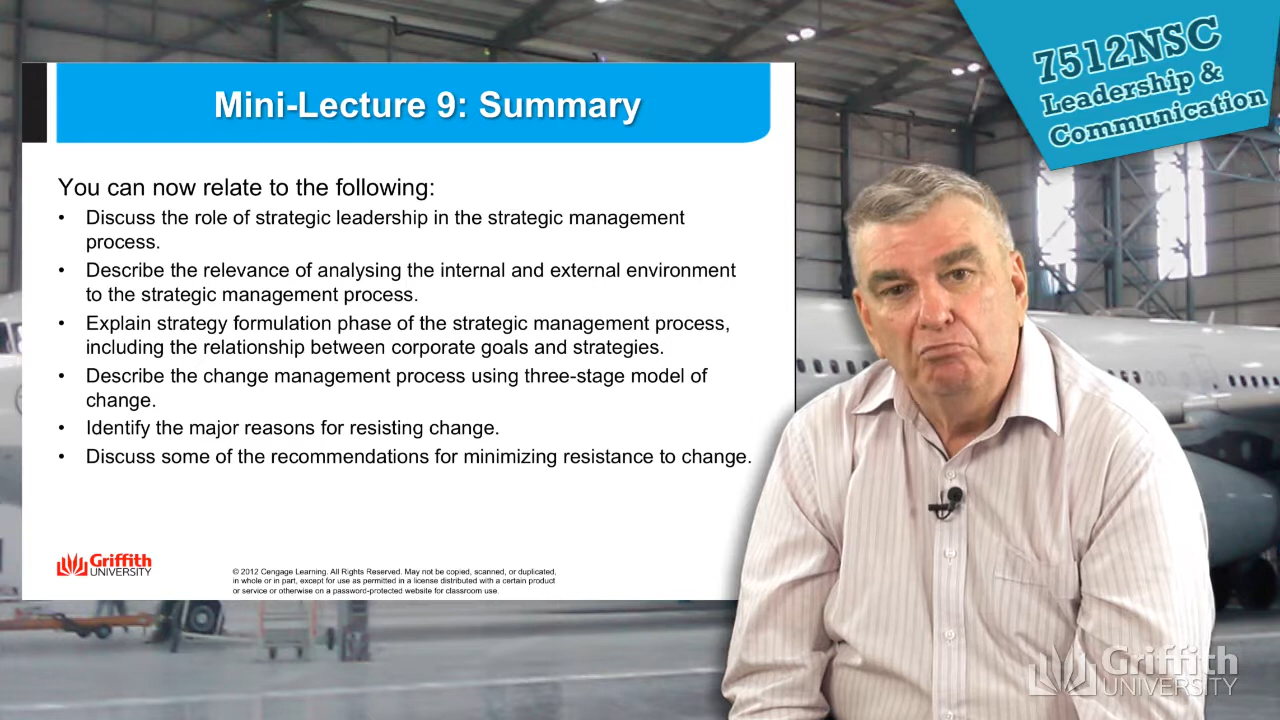 Mini-Lecture 9: Summary
You can now relate to the following:
• Discuss the role of strategic leadership in the strategic management
process.
• Describe the relevance of analysing the internal and external environment
to the strategic management process.
• Explain strategy formulation phase of the strategic management process,
including the relationship between corporate goals and strategies.
• Describe the change management process using three-stage model of
change.
• Identify the major reasons for resisting change.
• Discuss some of the recommendations for minimizing resistance to change.
Griffith
UNIVERSITY
© 2012 Cengage Learning. All Rights Reserved. May not be copied, scanned, or duplicated,
in whole or in part, except for use as permitted in a license distributed with a certain product
or service or otherwise on a password-protected website for classroom use.
7512NSC
Leadership &
Communication
Griffith
UNIVERSITY